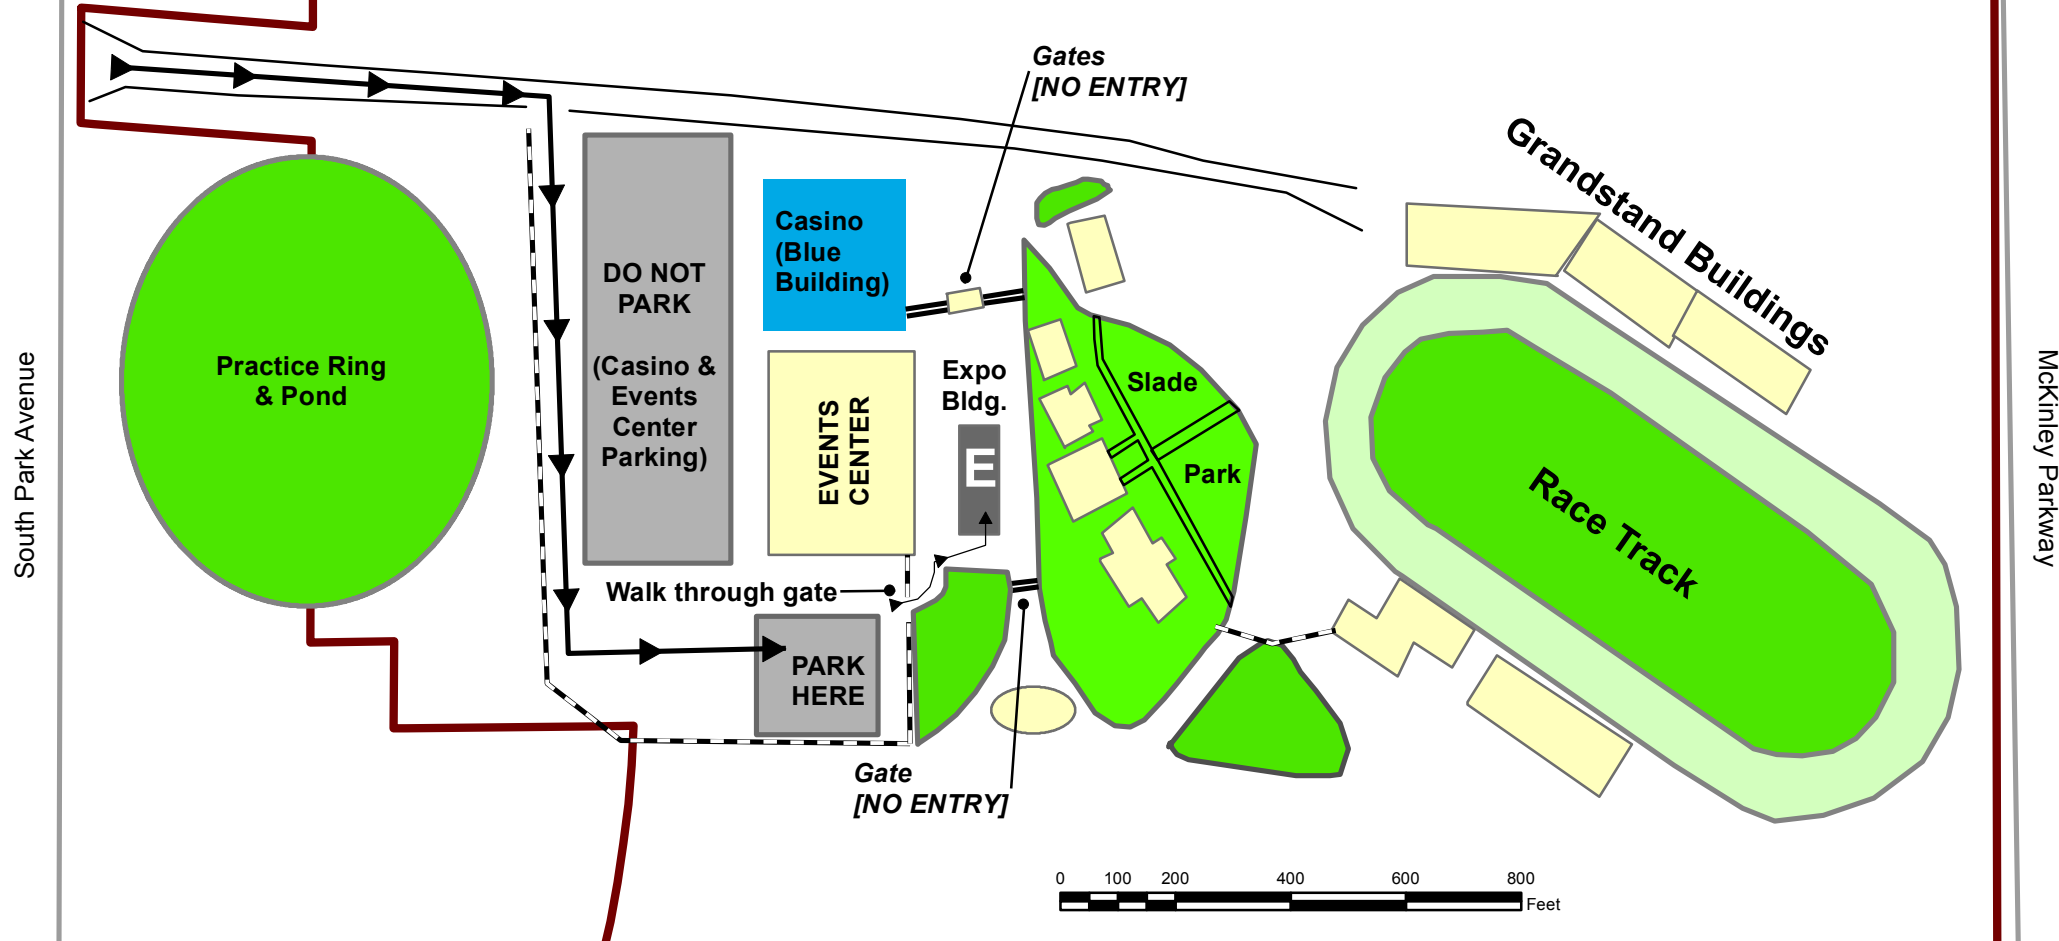 Gates
[NO ENTRY]
Grandstand Buildings
Casino
(Blue
Building)
DO NOT
PARK
(Casino &
Events
Center
Parking)
Practice Ring
& Pond
South Park Avenue
McKinley Parkway
EVENTS
CENTER
Expo
Bldg.
E
Slade
Park
Race Track
Walk through gate
PARK
HERE
Gate
[NO ENTRY]
0 100 200 400 600 800
Feet